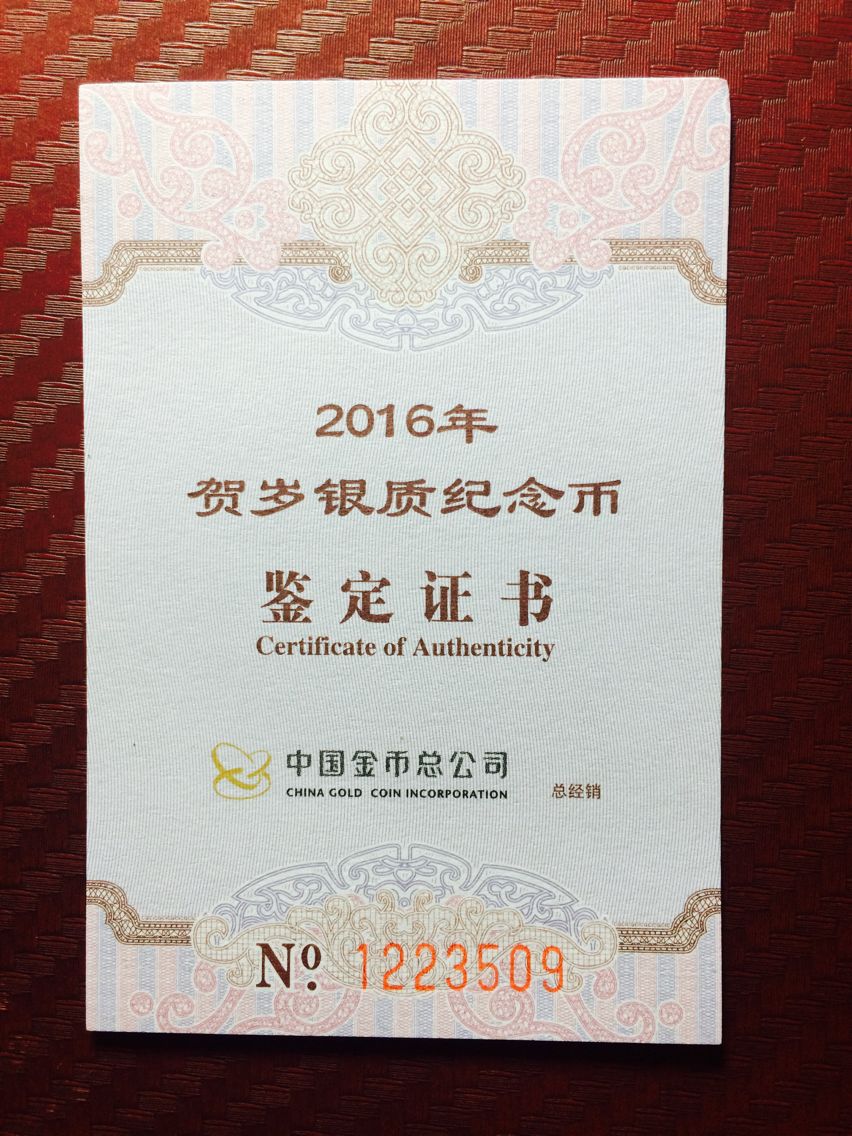 2016年
贺岁银质纪念币
鉴定证书
Certificate of Authenticity
中国金币总公司
CHINA GOLD COIN INCORPORATION 总经销
Nº. 1223509